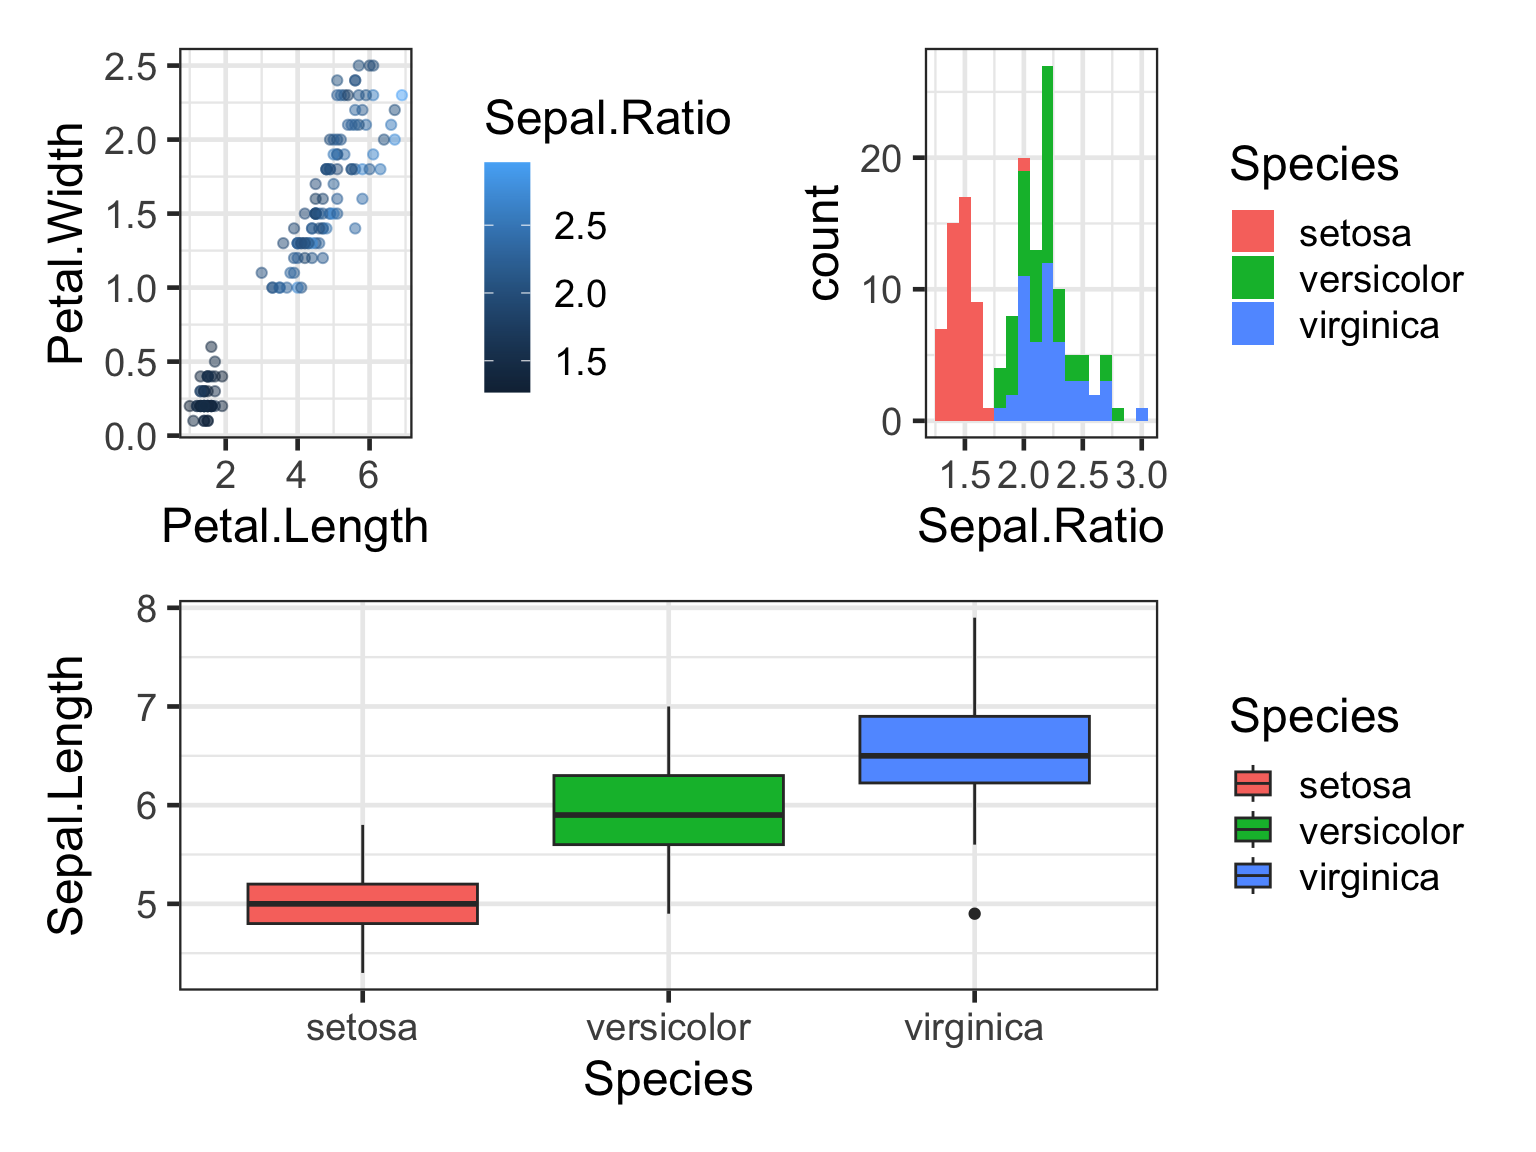 Petal.Width
2.5
2.0
1.5
1.0
0.5
0.0
2 4 6
Petal.Length
Sepal.Ratio
2.5
2.0
1.5
count
20
10
0
1.5 2.0 2.5 3.0
Sepal.Ratio
Species
setosa
versicolor
virginica
Sepal.Length
8
7
6
5
setosa versicolor virginica
Species
Species
setosa
versicolor
virginica